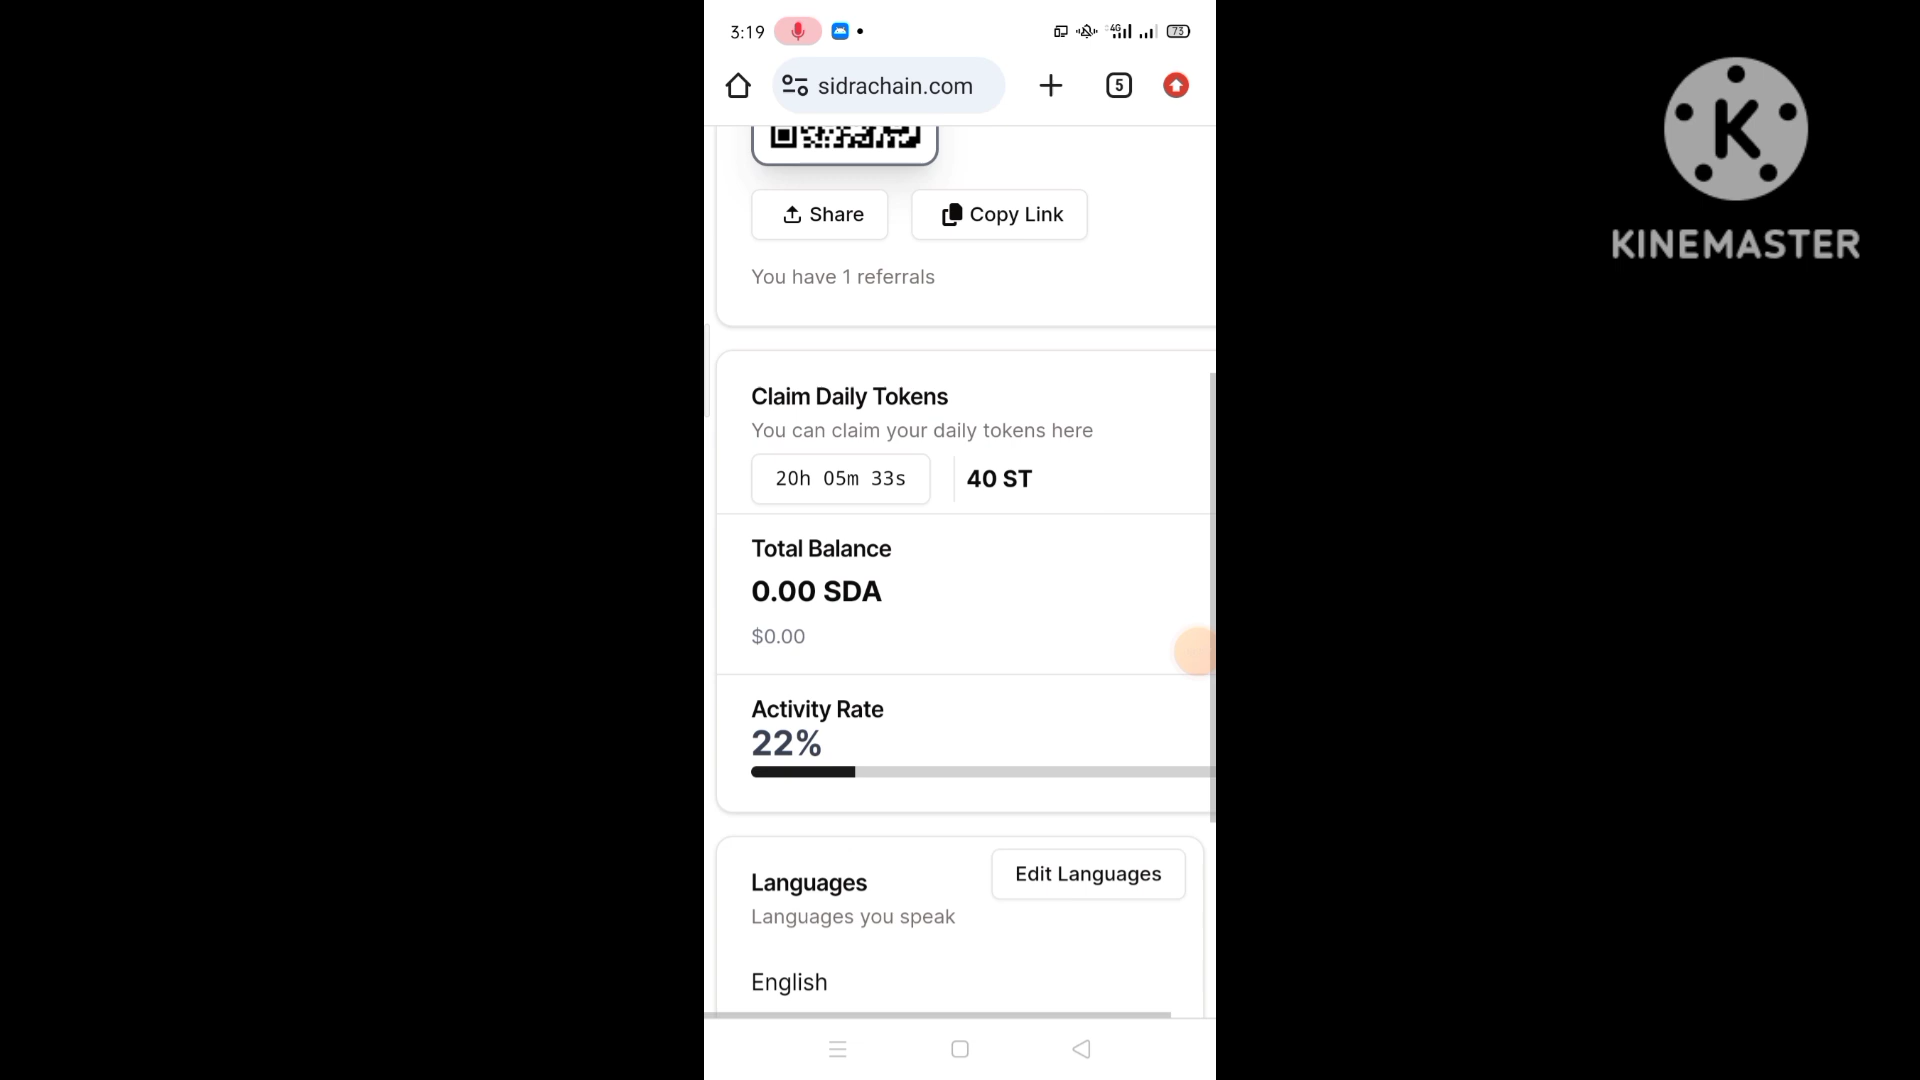 3:19
4G
73
sidrachain.com
5
K
KINEMASTER
Share
Copy Link
You have 1 referrals
Claim Daily Tokens
You can claim your daily tokens here
20h 05m 33s
40 ST
Total Balance
0.00 SDA
$0.00
Activity Rate
22%
Languages
Edit Languages
Languages you speak
English